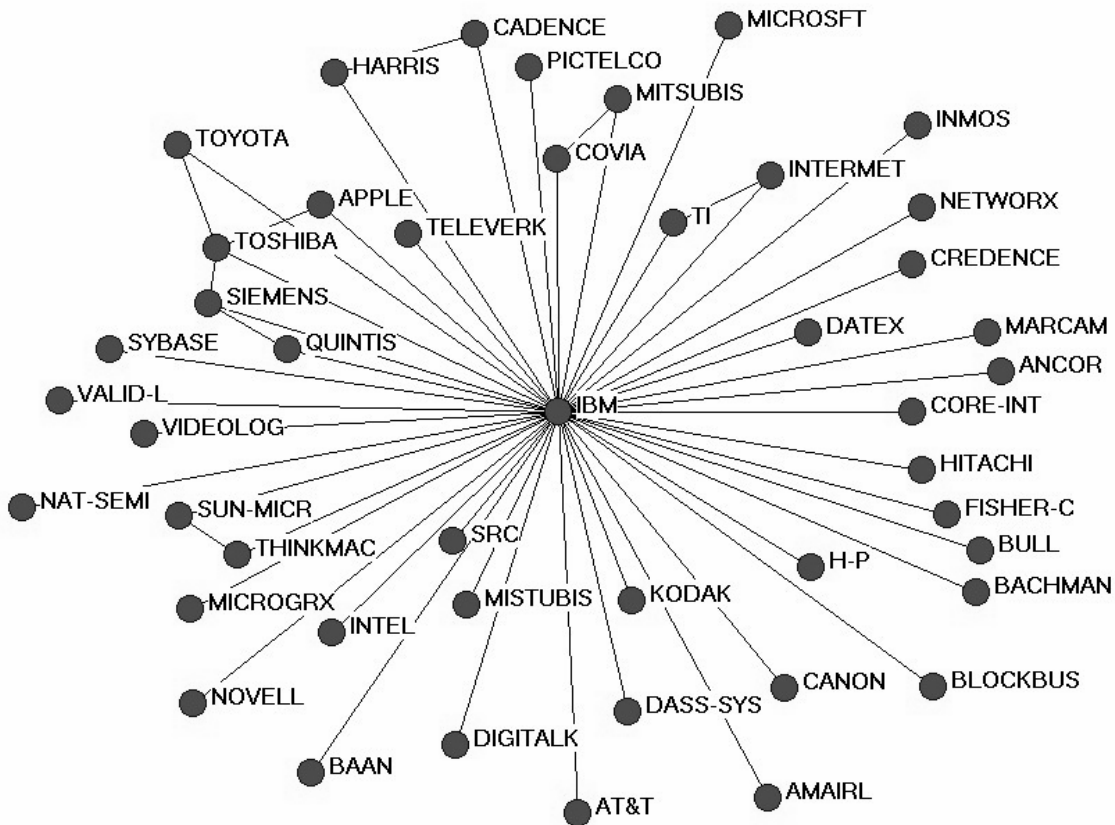 CADENCE
MICROSFT
HARRIS
PICTELCO
MITSUBIS
INMOS
TOYOTA
COVIA
INTERMET
APPLE
NETWORX
TELEVERK
TI
TOSHIBA
CREDENCE
SIEMENS
SYBASE
QUINTIS
DATEX
MARCAM
ANCOR
VALID-L
IBM
CORE-INT
VIDEOLOG
HITACHI
NAT-SEMI
SUN-MICR
FISHER-C
SRC
THINKMAC
BULL
H-P
BACHMAN
MICROGRX
MISTUBIS
KODAK
INTEL
NOVELL
DASS-SYS
CANON
BLOCKBUS
DIGITALK
BAAN
AMAIRL
AT&T